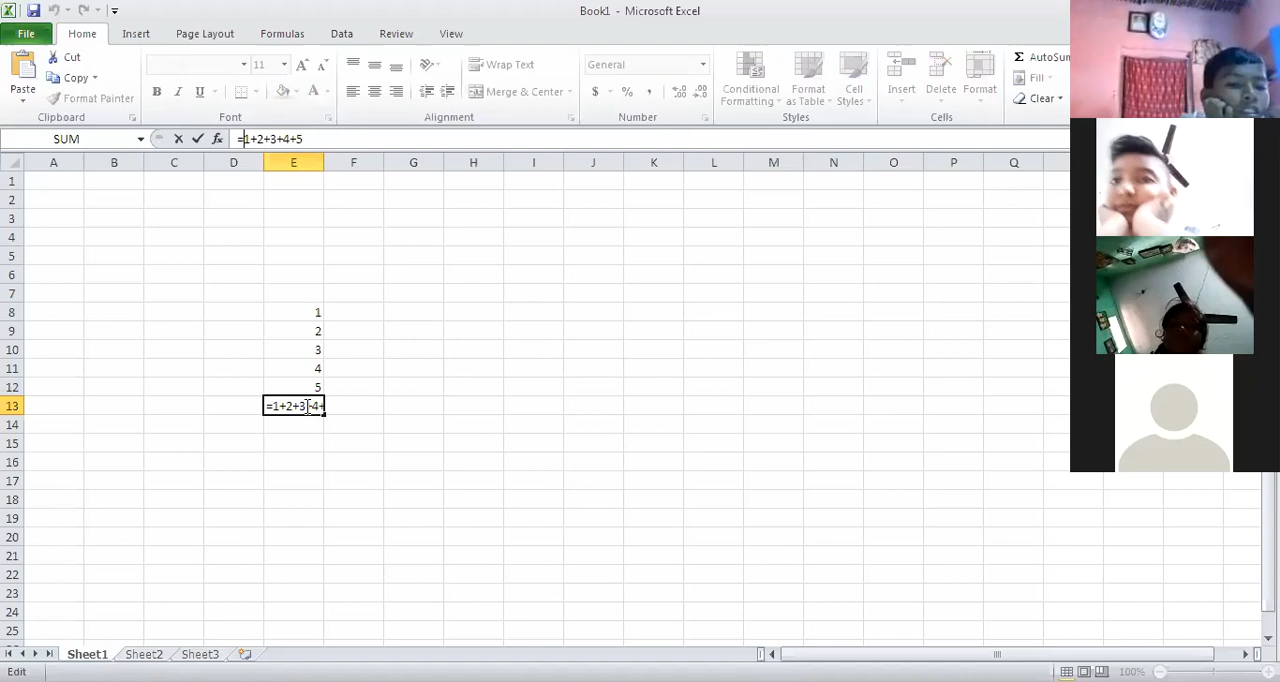 Book1 - Microsoft Excel
File Home Insert Page Layout Formulas Data Review View
Cut
Copy
Format Painter
Paste
Clipboard
11
B I U
Font
Wrap Text
Merge & Center
Alignment
General
$ % ,
Number
Conditional Formatting
Format as Table
Cell Styles
Styles
Insert
Delete
Format
Cells
Σ AutoSum
Fill
Clear
SUM
fx
=1+2+3+4+5
A B C D E F G H I J K L M N O P Q
1
2
3
4
5
6
7
8 1
9 2
10 3
11 4
12 5
13 =1+2+3+4+
14
15
16
17
18
19
20
21
22
23
24
25
Sheet1 Sheet2 Sheet3
Edit
100%